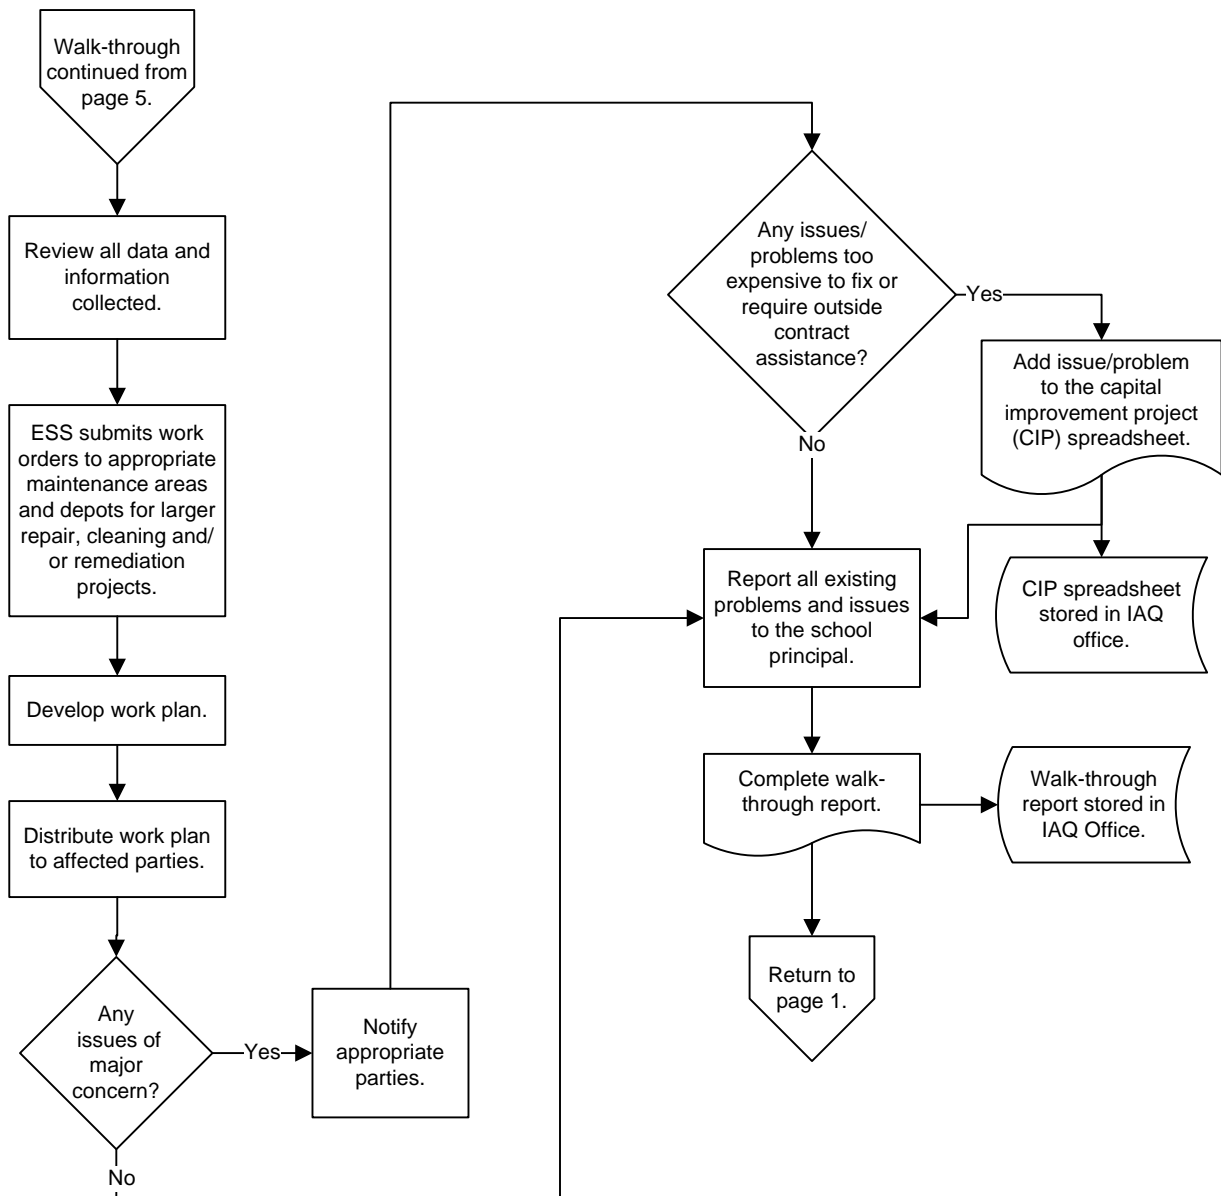 Walk-through
continued from
page 5.
Review all data and
information
collected.
ESS submits work
orders to appropriate
maintenance areas
and depots for larger
repair, cleaning and/
or remediation
projects.
Develop work plan.
Distribute work plan
to affected parties.
Any
issues of
major
concern?
Yes
No
Notify
appropriate
parties.
Any issues/
problems too
expensive to fix or
require outside
contract
assistance?
Yes
No
Add issue/problem
to the capital
improvement project
(CIP) spreadsheet.
CIP spreadsheet
stored in IAQ
office.
Report all existing
problems and issues
to the school
principal.
Complete walk-
through report.
Walk-through
report stored in
IAQ Office.
Return to
page 1.